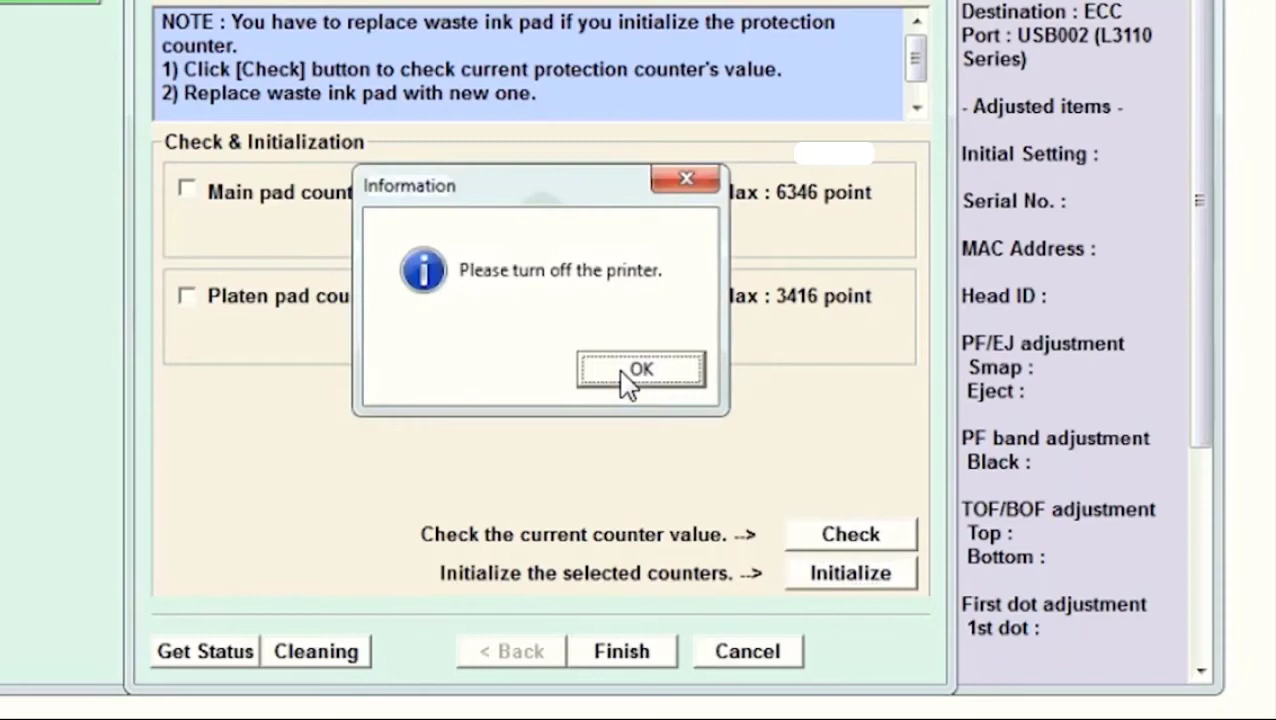 NOTE : You have to replace waste ink pad if you initialize the protection
counter.
1) Click [Check] button to check current protection counter's value.
2) Replace waste ink pad with new one.
Check & Initialization
Main pad count
: 6346 point
Platen pad cou
: 3416 point
Information
Please turn off the printer.
OK
Check the current counter value. -->
Check
Initialize the selected counters. -->
Initialize
Get Status
Cleaning
< Back
Finish
Cancel
Destination : ECC
Port : USB002 (L3110
Series)
- Adjusted items -
Initial Setting :
Serial No. :
MAC Address :
Head ID :
PF/EJ adjustment
Smap :
Eject :
PF band adjustment
Black :
TOF/BOF adjustment
Top :
Bottom :
First dot adjustment
1st dot :